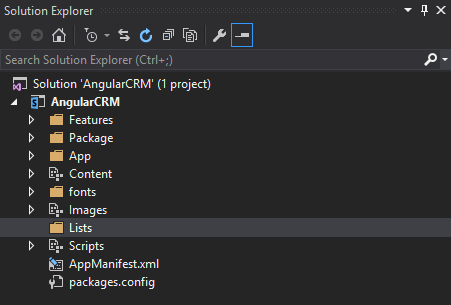 Solution Explorer
Search Solution Explorer (Ctrl+;)
Solution 'AngularCRM' (1 project)
AngularCRM
Features
Package
App
Content
fonts
Images
Lists
Scripts
AppManifest.xml
packages.config